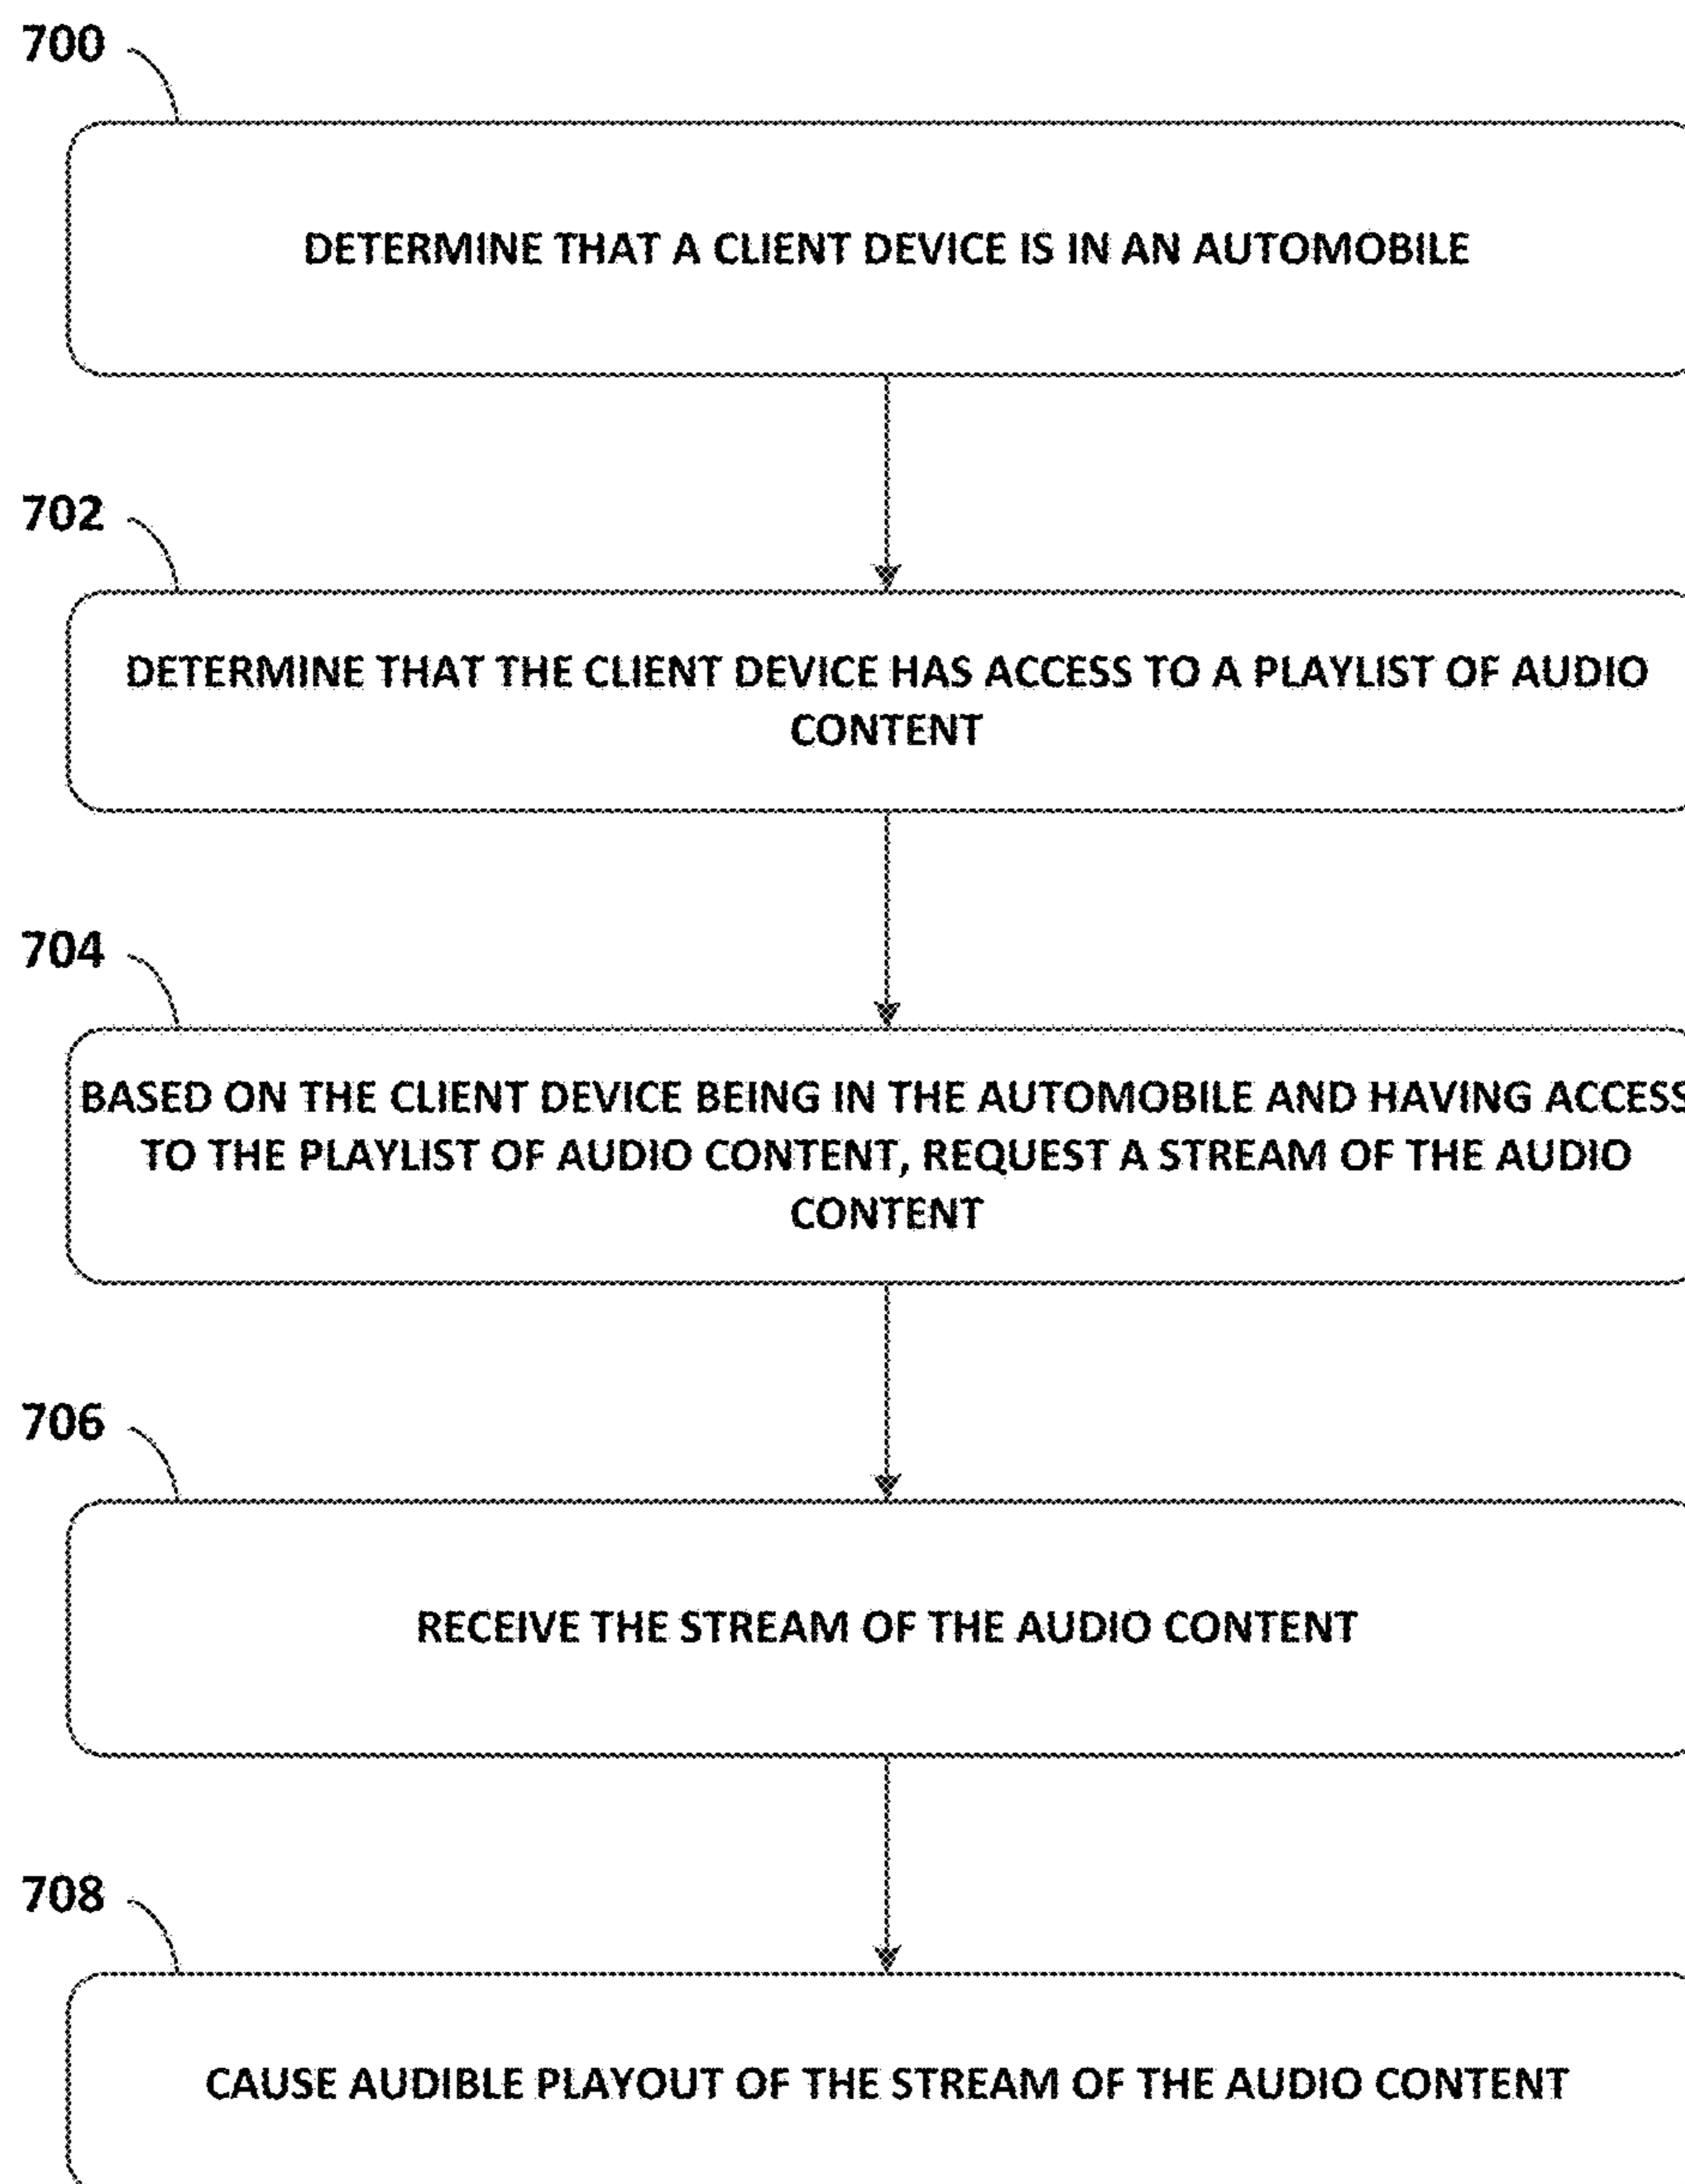 700
DETERMINE THAT A CLIENT DEVICE IS IN AN AUTOMOBILE
702
DETERMINE THAT THE CLIENT DEVICE HAS ACCESS TO A PLAYLIST OF AUDIO
CONTENT
704
BASED ON THE CLIENT DEVICE BEING IN THE AUTOMOBILE AND HAVING ACCESS
TO THE PLAYLIST OF AUDIO CONTENT, REQUEST A STREAM OF THE AUDIO
CONTENT
706
RECEIVE THE STREAM OF THE AUDIO CONTENT
708
CAUSE AUDIBLE PLAYOUT OF THE STREAM OF THE AUDIO CONTENT